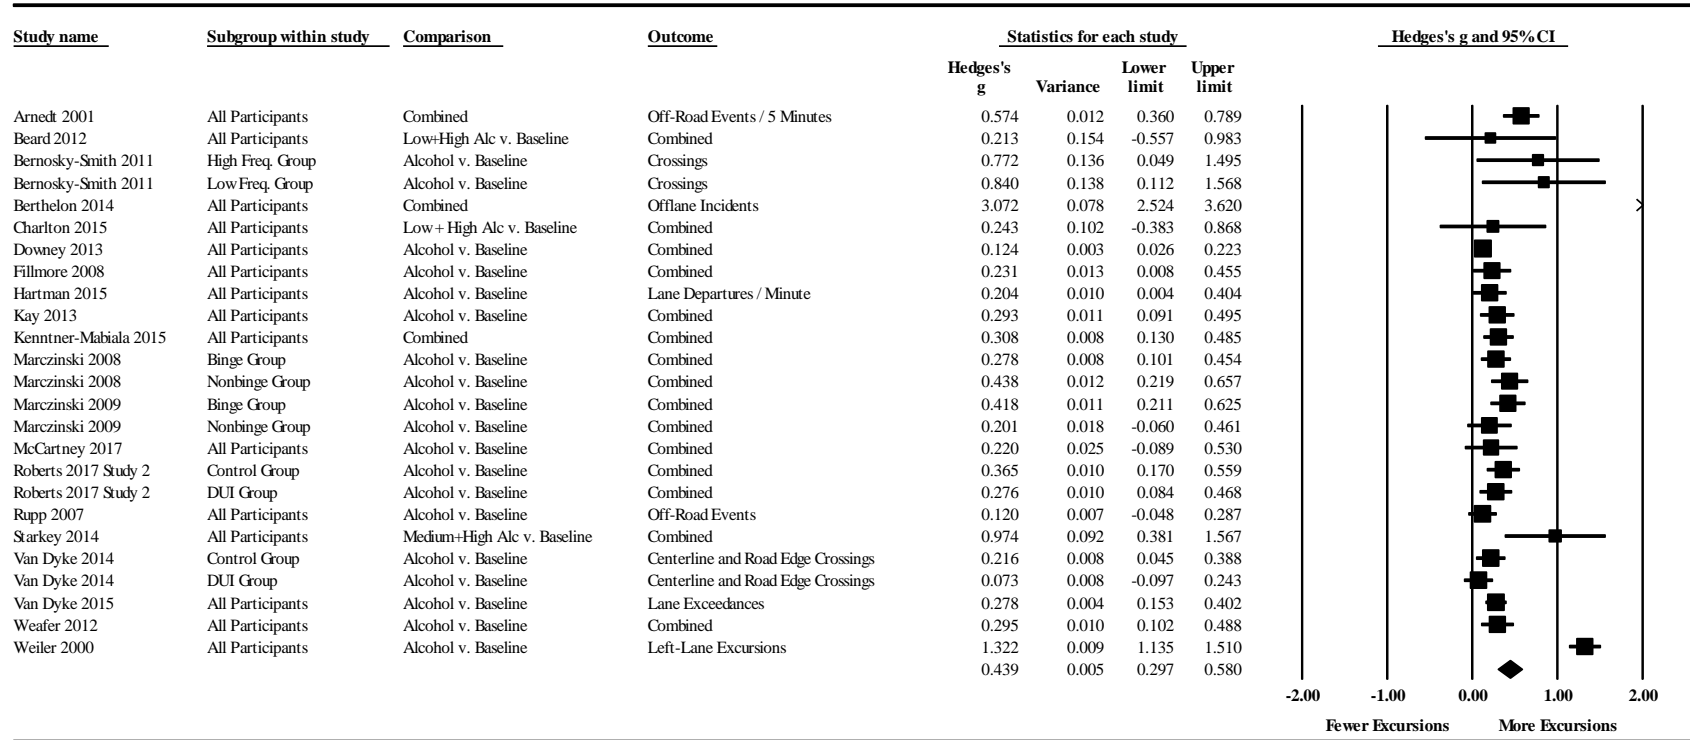 Study name Subgroup within study Comparison Outcome Statistics for each study Hedges's g and 95% CI
Hedges's g Variance Lower limit Upper limit
Arnedt 2001 All Participants Combined Off-Road Events / 5 Minutes 0.574 0.012 0.360 0.789
Beard 2012 All Participants Low+High Alc v. Baseline Combined 0.213 0.154 -0.557 0.983
Bernosky-Smith 2011 High Freq. Group Alcohol v. Baseline Crossings 0.772 0.136 0.049 1.495
Bernosky-Smith 2011 Low Freq. Group Alcohol v. Baseline Crossings 0.840 0.138 0.112 1.568
Berthelon 2014 All Participants Combined Offlane Incidents 3.072 0.078 2.524 3.620
Charlton 2015 All Participants Low + High Alc v. Baseline Combined 0.243 0.102 -0.383 0.868
Downey 2013 All Participants Alcohol v. Baseline Combined 0.124 0.003 0.026 0.223
Fillmore 2008 All Participants Alcohol v. Baseline Combined 0.231 0.013 0.008 0.455
Hartman 2015 All Participants Alcohol v. Baseline Lane Departures / Minute 0.204 0.010 0.004 0.404
Kay 2013 All Participants Alcohol v. Baseline Combined 0.293 0.011 0.091 0.495
Kenntner-Mabiala 2015 All Participants Combined Combined 0.308 0.008 0.130 0.485
Marczinski 2008 Binge Group Alcohol v. Baseline Combined 0.278 0.008 0.101 0.454
Marczinski 2008 Nonbinge Group Alcohol v. Baseline Combined 0.438 0.012 0.219 0.657
Marczinski 2009 Binge Group Alcohol v. Baseline Combined 0.418 0.011 0.211 0.625
Marczinski 2009 Nonbinge Group Alcohol v. Baseline Combined 0.201 0.018 -0.060 0.461
McCartney 2017 All Participants Alcohol v. Baseline Combined 0.220 0.025 -0.089 0.530
Roberts 2017 Study 2 Control Group Alcohol v. Baseline Combined 0.365 0.010 0.170 0.559
Roberts 2017 Study 2 DUI Group Alcohol v. Baseline Combined 0.276 0.010 0.084 0.468
Rupp 2007 All Participants Alcohol v. Baseline Off-Road Events 0.120 0.007 -0.048 0.287
Starkey 2014 All Participants Medium+High Alc v. Baseline Combined 0.974 0.092 0.381 1.567
Van Dyke 2014 Control Group Alcohol v. Baseline Centerline and Road Edge Crossings 0.216 0.008 0.045 0.388
Van Dyke 2014 DUI Group Alcohol v. Baseline Centerline and Road Edge Crossings 0.073 0.008 -0.097 0.243
Van Dyke 2015 All Participants Alcohol v. Baseline Lane Exceedances 0.278 0.004 0.153 0.402
Weafer 2012 All Participants Alcohol v. Baseline Combined 0.295 0.010 0.102 0.488
Weiler 2000 All Participants Alcohol v. Baseline Left-Lane Excursions 1.322 0.009 1.135 1.510
0.439 0.005 0.297 0.580
-2.00 -1.00 0.00 1.00 2.00
Fewer Excursions More Excursions